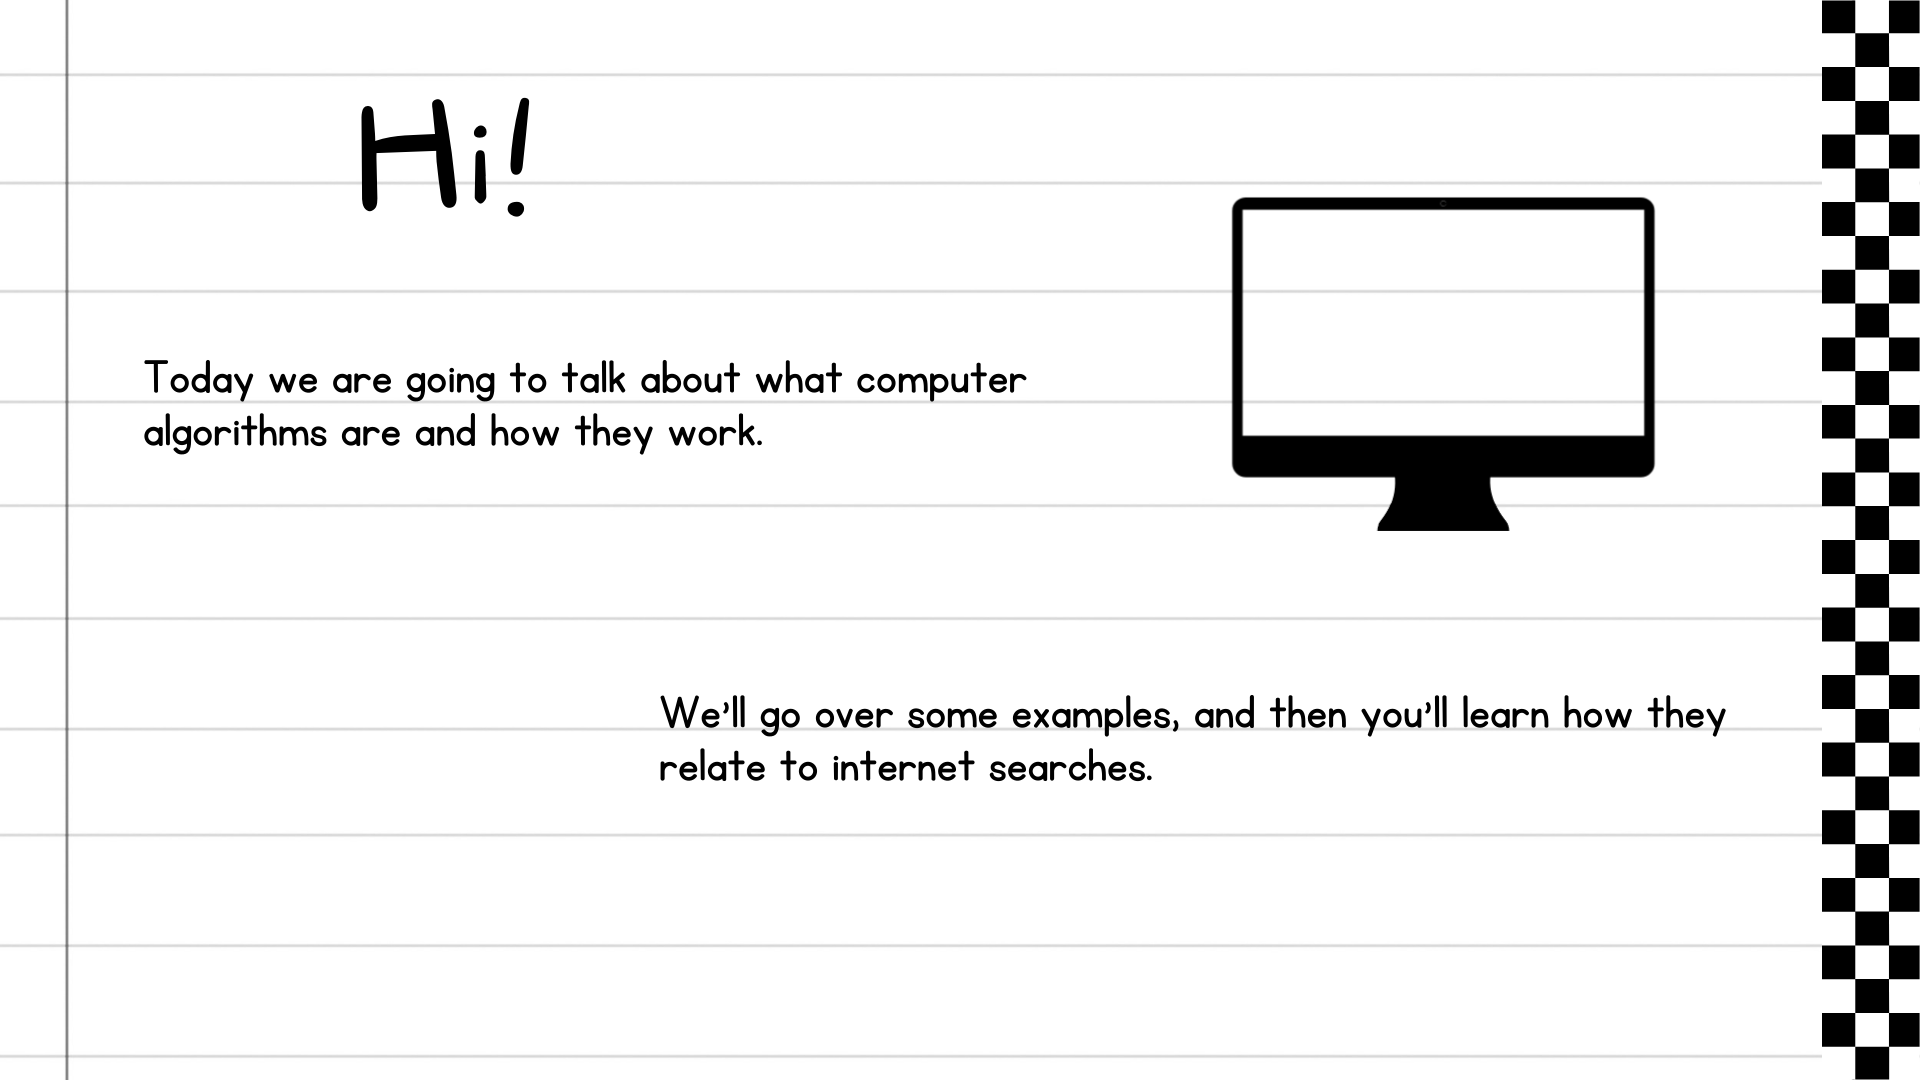 Hi!
Today we are going to talk about what computer
algorithms are and how they work.
We'll go over some examples, and then you'll learn how they
relate to internet searches.